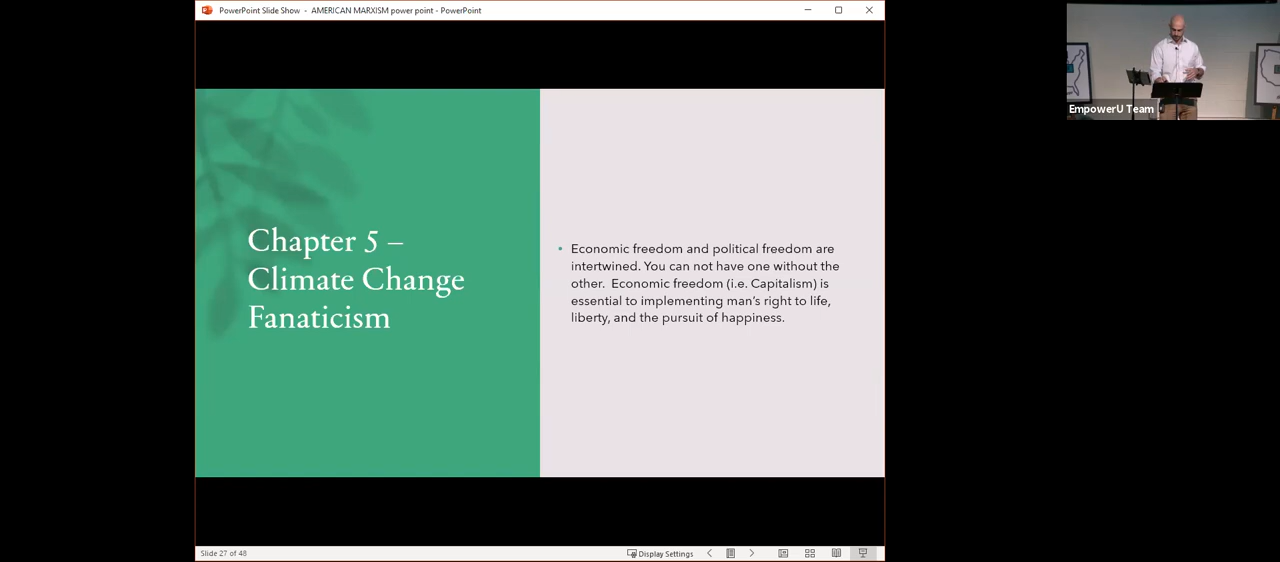 PowerPoint Slide Show - AMERICAN MARXISM power point - PowerPoint
EmpowerU Team
Chapter 5 –
Climate Change
Fanaticism
• Economic freedom and political freedom are
intertwined. You can not have one without the
other. Economic freedom (i.e. Capitalism) is
essential to implementing man's right to life,
liberty, and the pursuit of happiness.
Slide 27 of 48
Display Settings